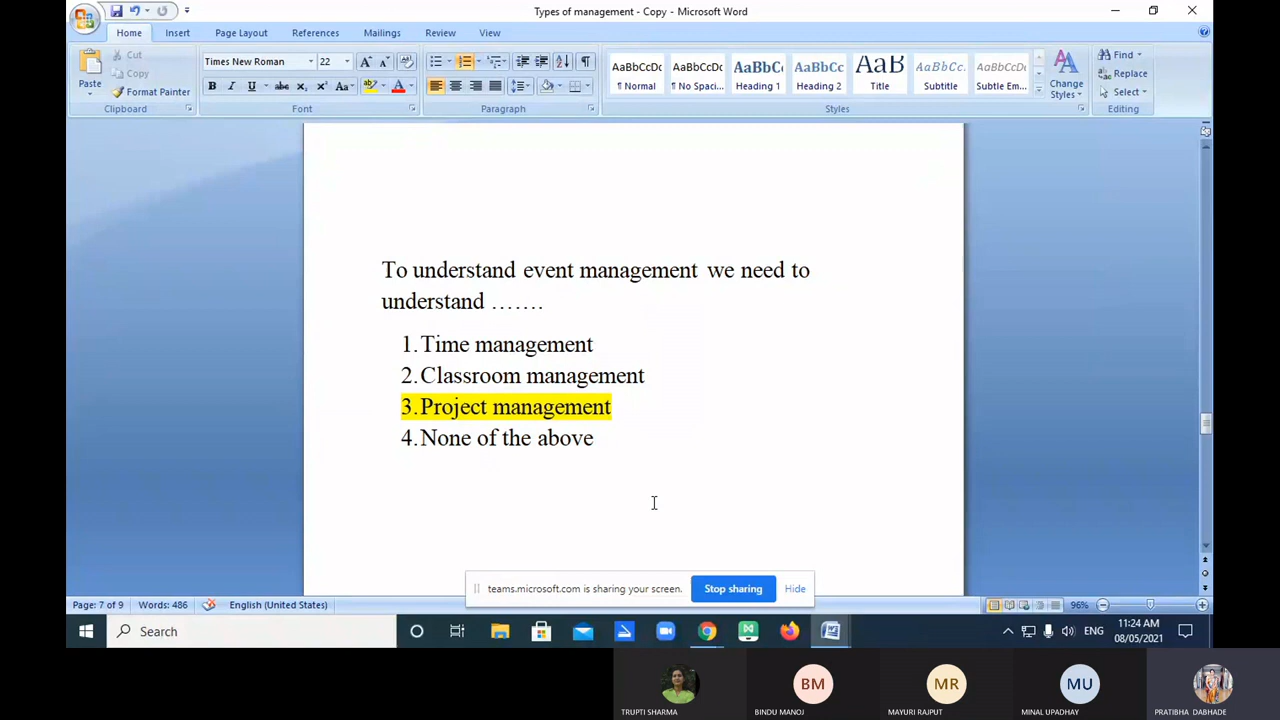 Types of management - Copy - Microsoft Word
Home Insert Page Layout References Mailings Review View
Paste
Cut
Copy
Format Painter
Clipboard
Times New Roman 22
B I U abe x₂ x² Aa A
Font
Paragraph
AaBbCcDc AaBbCcDc AaBbC AaBbCc AaB AaBbCc. AaBbCcDc
¶ Normal ¶ No Spaci... Heading 1 Heading 2 Title Subtitle Subtle Em...
Styles
Change Styles
Find
Replace
Select
Editing
To understand event management we need to
understand …….
1. Time management
2. Classroom management
3. Project management
4. None of the above
teams.microsoft.com is sharing your screen. Stop sharing Hide
Page: 7 of 9 Words: 486 English (United States) 96%
Search
ENG
11:24 AM
08/05/2021
BM MR MU
TRUPTI SHARMA BINDU MANOJ MAYURI RAJPUT MINAL UPADHAY PRATIBHA DABHADE